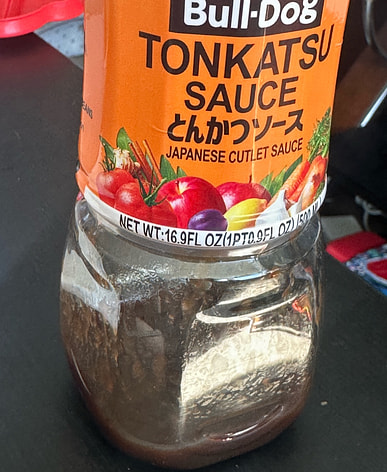 Bull-Dog
TONKATSU
SAUCE
とんかつソース
JAPANESE CUTLET SAUCE
NET WT:16.9FL OZ(1PT0.9FL OZ)